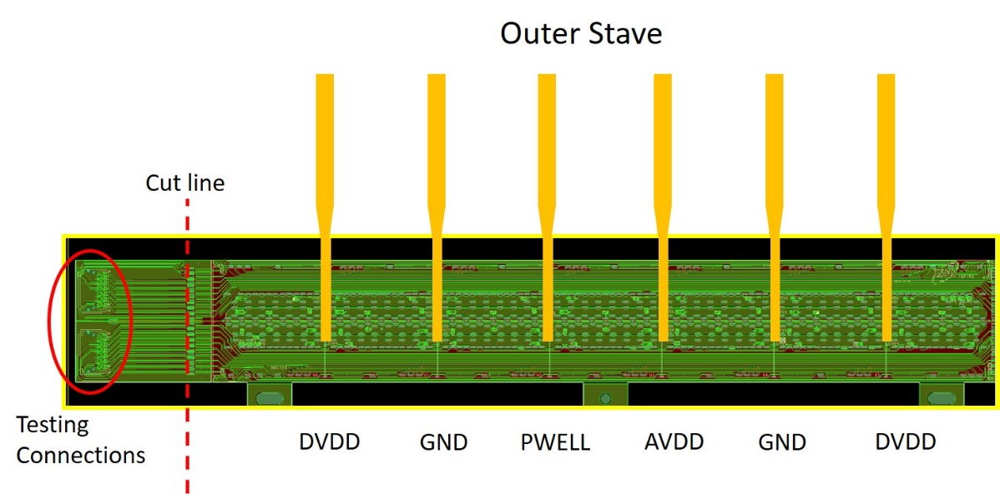 Outer Stave
Cut line
Testing
Connections
DVDD GND PWELL AVDD GND DVDD